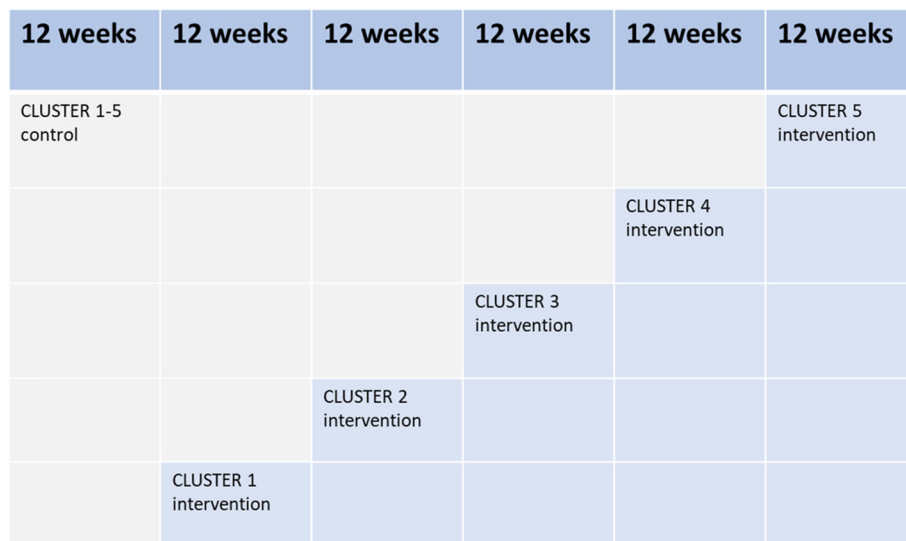 12 weeks 12 weeks 12 weeks 12 weeks 12 weeks 12 weeks
CLUSTER 1-5
control
CLUSTER 5
intervention
CLUSTER 4
intervention
CLUSTER 3
intervention
CLUSTER 2
intervention
CLUSTER 1
intervention